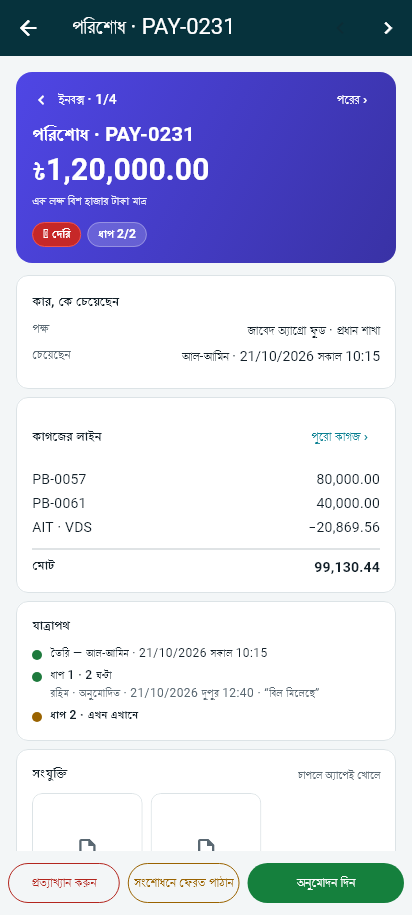 পরিশোধ · PAY-0231
ইনবক্স · 1/4
পরের ›
পরিশোধ · PAY-0231
৳1,20,000.00
এক লক্ষ বিশ হাজার টাকা মাত্র
দেরি
ধাপ 2/2
কার, কে চেয়েছেন
পক্ষ
জাবেদ অ্যাগ্রো ফুড · প্রধান শাখা
চেয়েছেন
আল-আমিন · 21/10/2026 সকাল 10:15
কাগজের লাইন
পুরো কাগজ ›
PB-0057 80,000.00
PB-0061 40,000.00
AIT · VDS −20,869.56
মোট 99,130.44
যাত্রাপথ
তৈরি — আল-আমিন · 21/10/2026 সকাল 10:15
ধাপ 1 · 2 ঘণ্টা
রহিম · অনুমোদিত · 21/10/2026 দুপুর 12:40 · “বিল মিলেছে”
ধাপ 2 · এখন এখানে
সংযুক্তি
চাপলে অ্যাপেই খোলে
প্রত্যাখ্যান করুন
সংশোধনে ফেরত পাঠান
অনুমোদন দিন